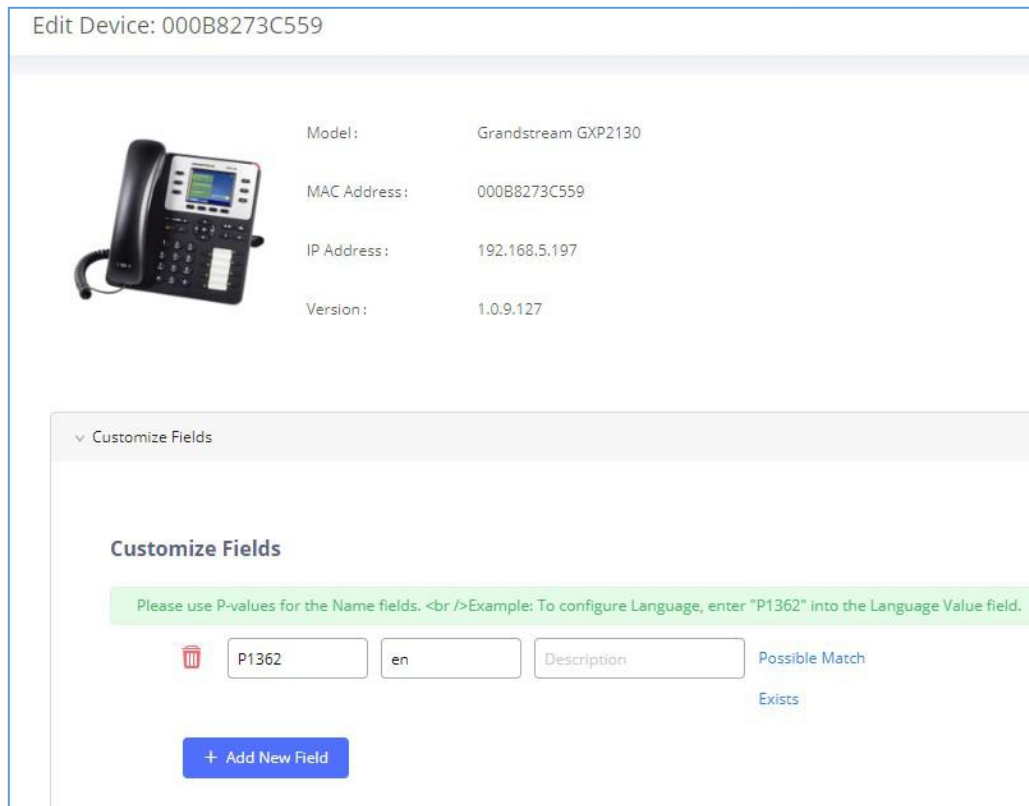 Edit Device: 000B8273C559
Model: Grandstream GXP2130
MAC Address: 000B8273C559
IP Address: 192.168.5.197
Version: 1.0.9.127
Customize Fields
Customize Fields
Please use P-values for the Name fields. <br />Example: To configure Language, enter "P1362" into the Language Value field.
P1362 en Description Possible Match
Exists
+ Add New Field